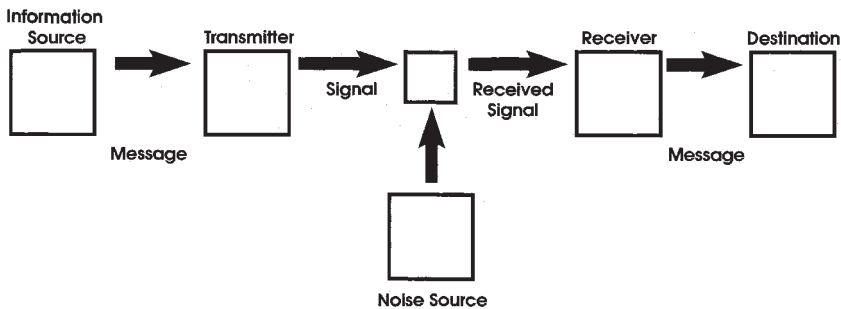 Information
Source
Transmitter
Receiver
Destination
Signal
Received
Signal
Message
Message
Noise Source